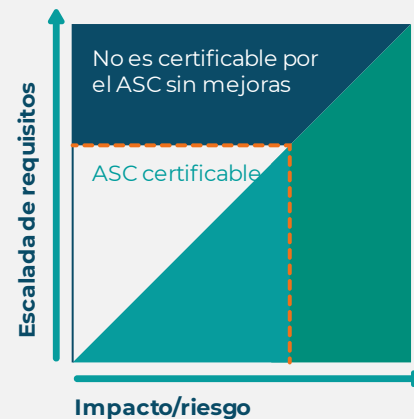 No es certificable por
el ASC sin mejoras
ASC certificable
Escalada de requisitos
Impacto/riesgo